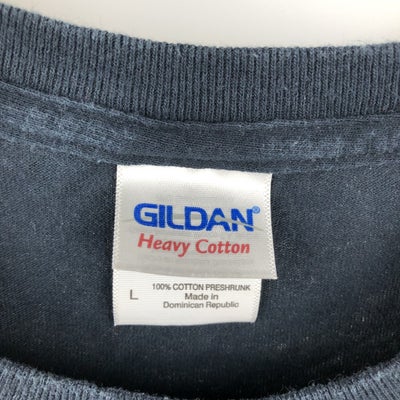 GILDAN®
Heavy Cotton
L
100% COTTON PRESHRUNK
Made in
Dominican Republic